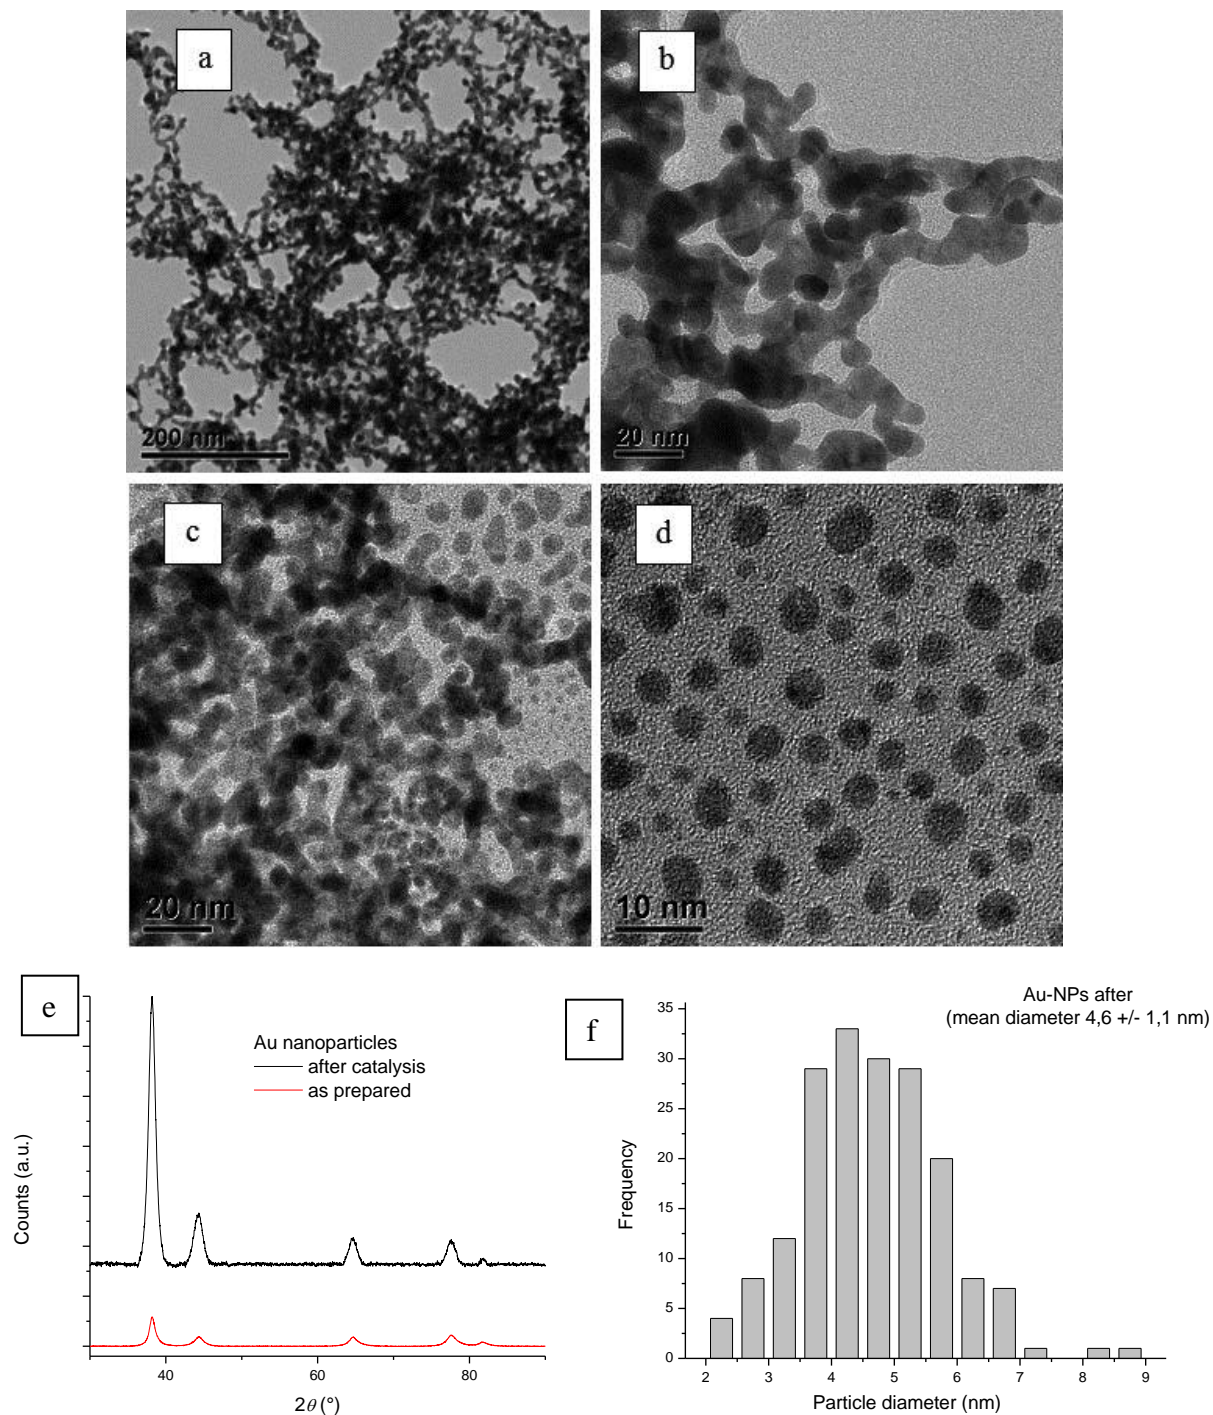 a
b
200 nm
20 nm
c
d
20 nm
10 nm
e
Au nanoparticles
after catalysis
as prepared
Counts (a.u.)
40
60
80
2θ (°)
f
Au-NPs after
(mean diameter 4,6 +/- 1,1 nm)
35
30
25
20
15
10
5
0
Frequency
2
3
4
5
6
7
8
9
Particle diameter (nm)